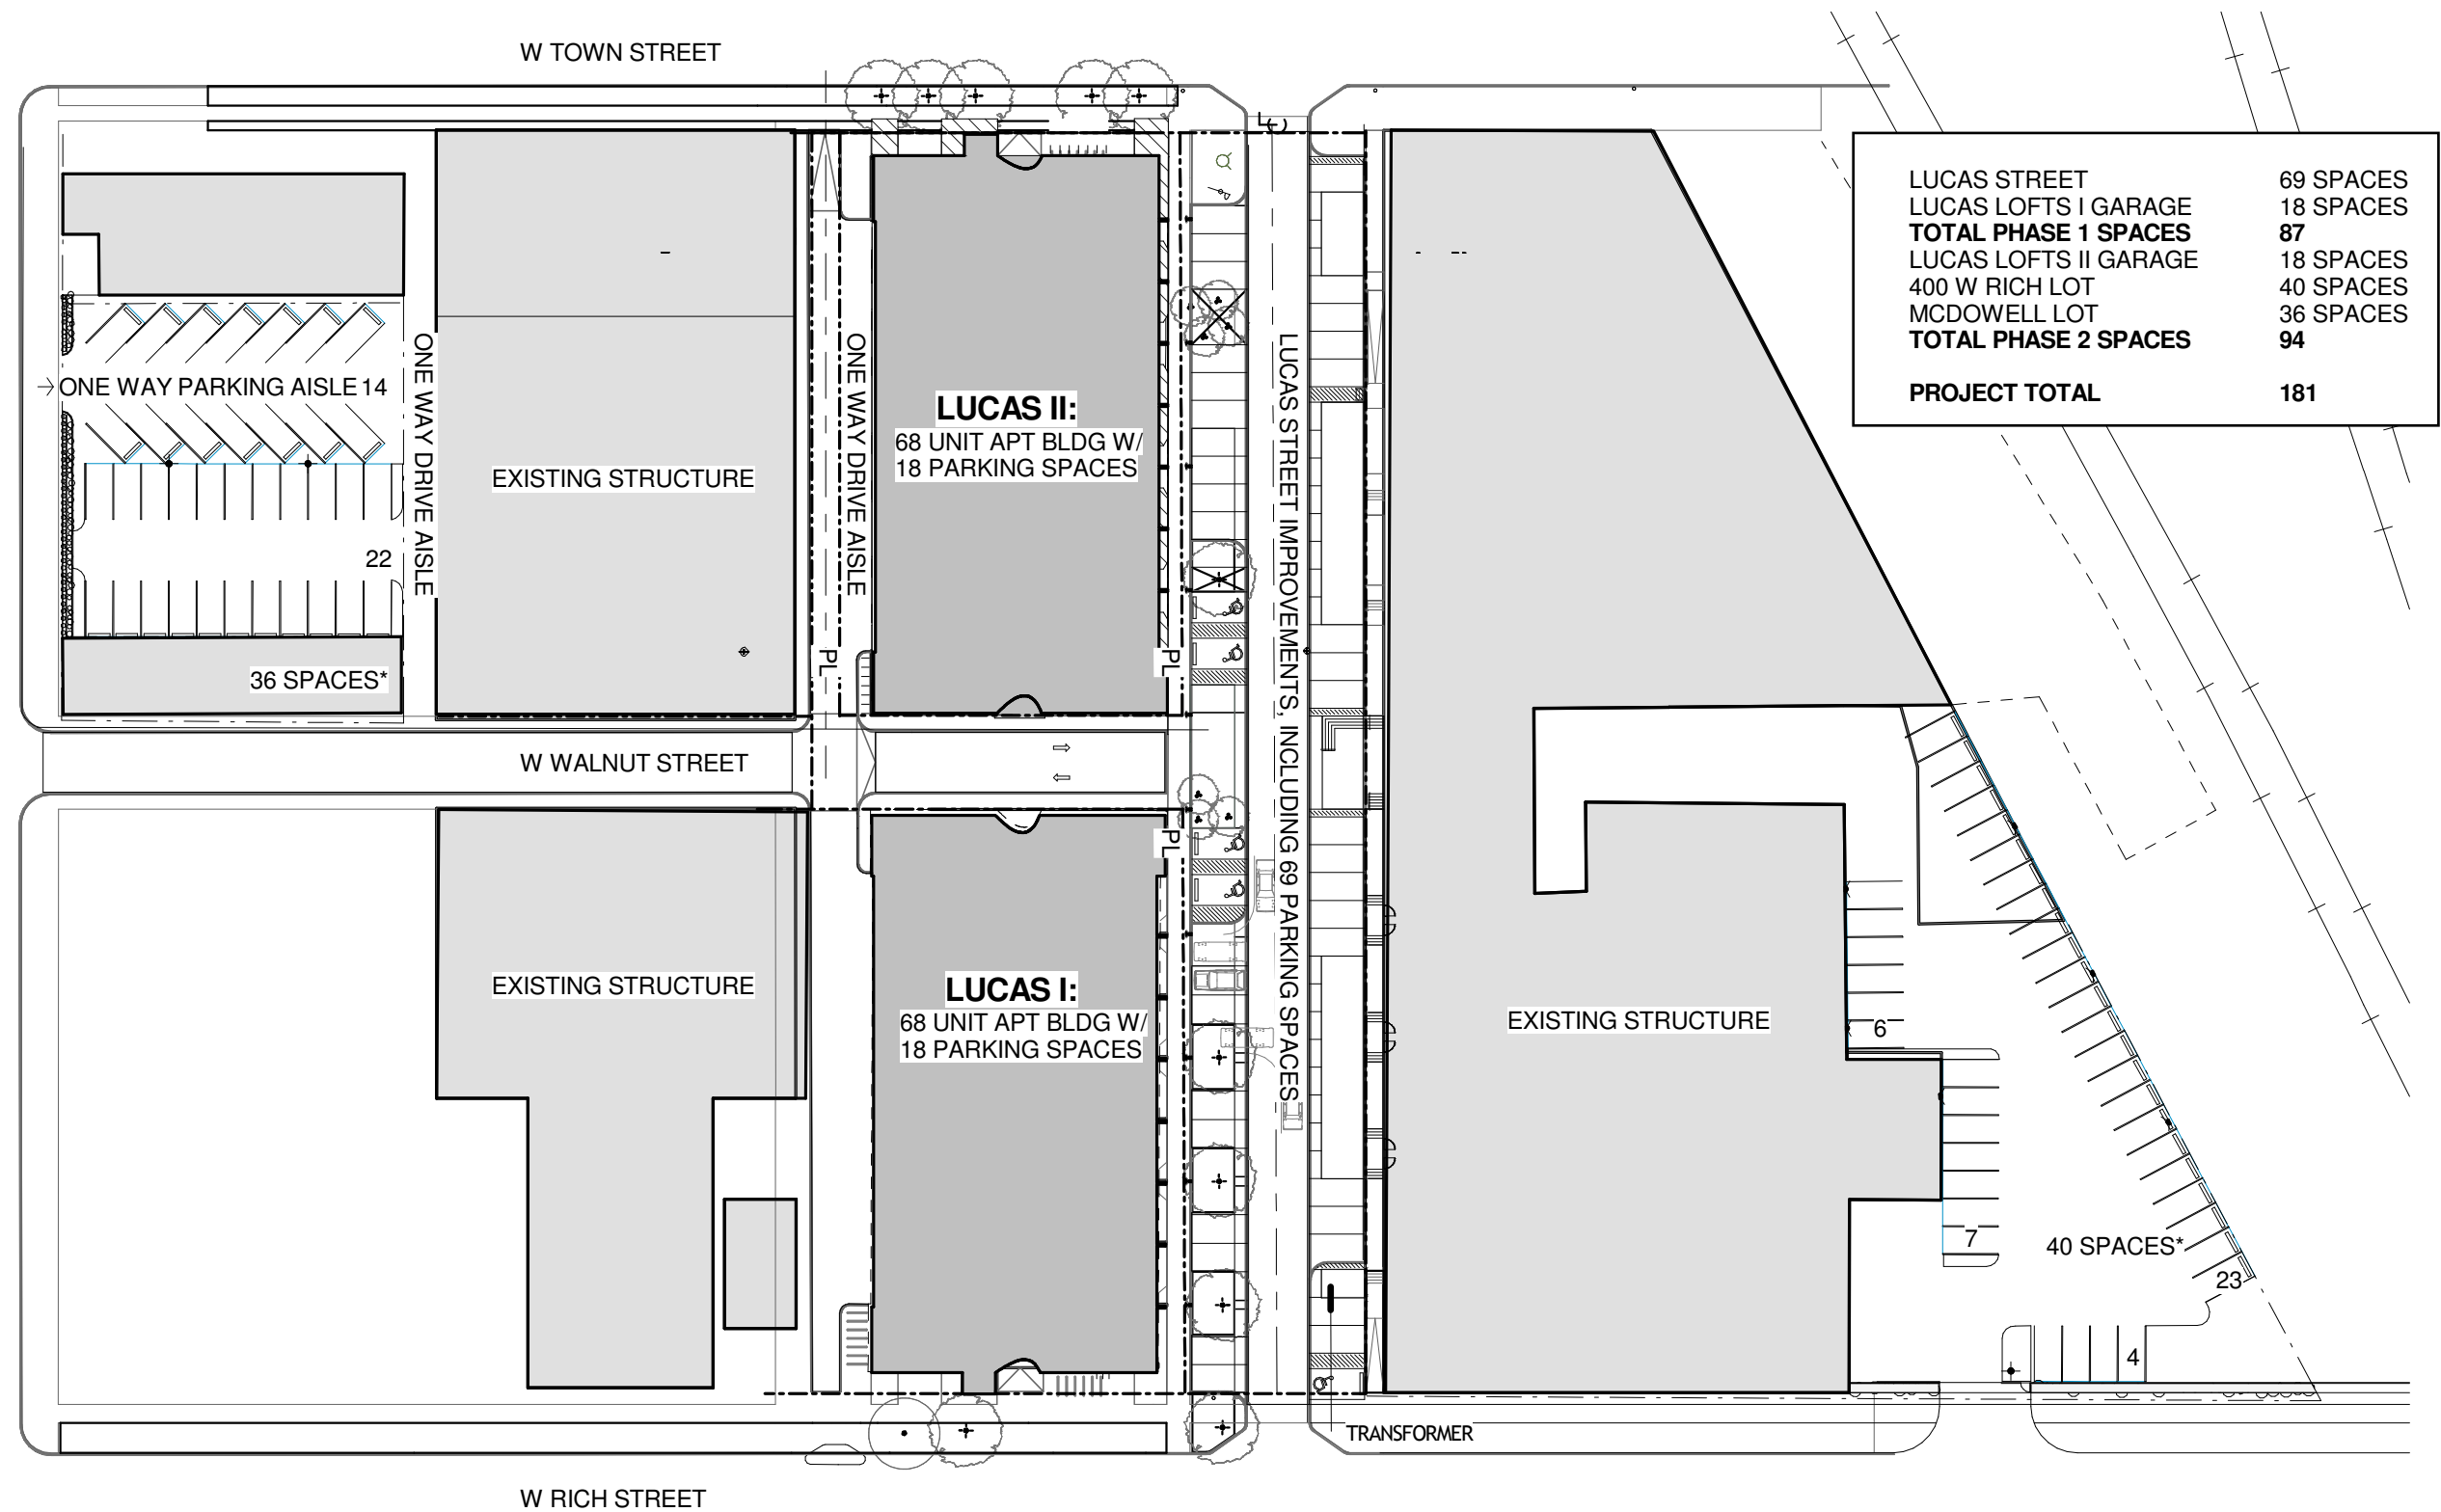 W TOWN STREET
LUCAS STREET 69 SPACES
LUCAS LOFTS I GARAGE 18 SPACES
TOTAL PHASE 1 SPACES 87
LUCAS LOFTS II GARAGE 18 SPACES
400 W RICH LOT 40 SPACES
MCDOWELL LOT 36 SPACES
TOTAL PHASE 2 SPACES 94
PROJECT TOTAL 181
ONE WAY PARKING AISLE 14
ONE WAY DRIVE AISLE
EXISTING STRUCTURE
ONE WAY DRIVE AISLE
LUCAS II:
68 UNIT APT BLDG W/
18 PARKING SPACES
LUCAS STREET IMPROVEMENTS, INCLUDING 69 PARKING SPACES
22
36 SPACES*
PL
PL
W WALNUT STREET
PL
EXISTING STRUCTURE
LUCAS I:
68 UNIT APT BLDG W/
18 PARKING SPACES
EXISTING STRUCTURE
6
7
40 SPACES*
23
4
TRANSFORMER
W RICH STREET